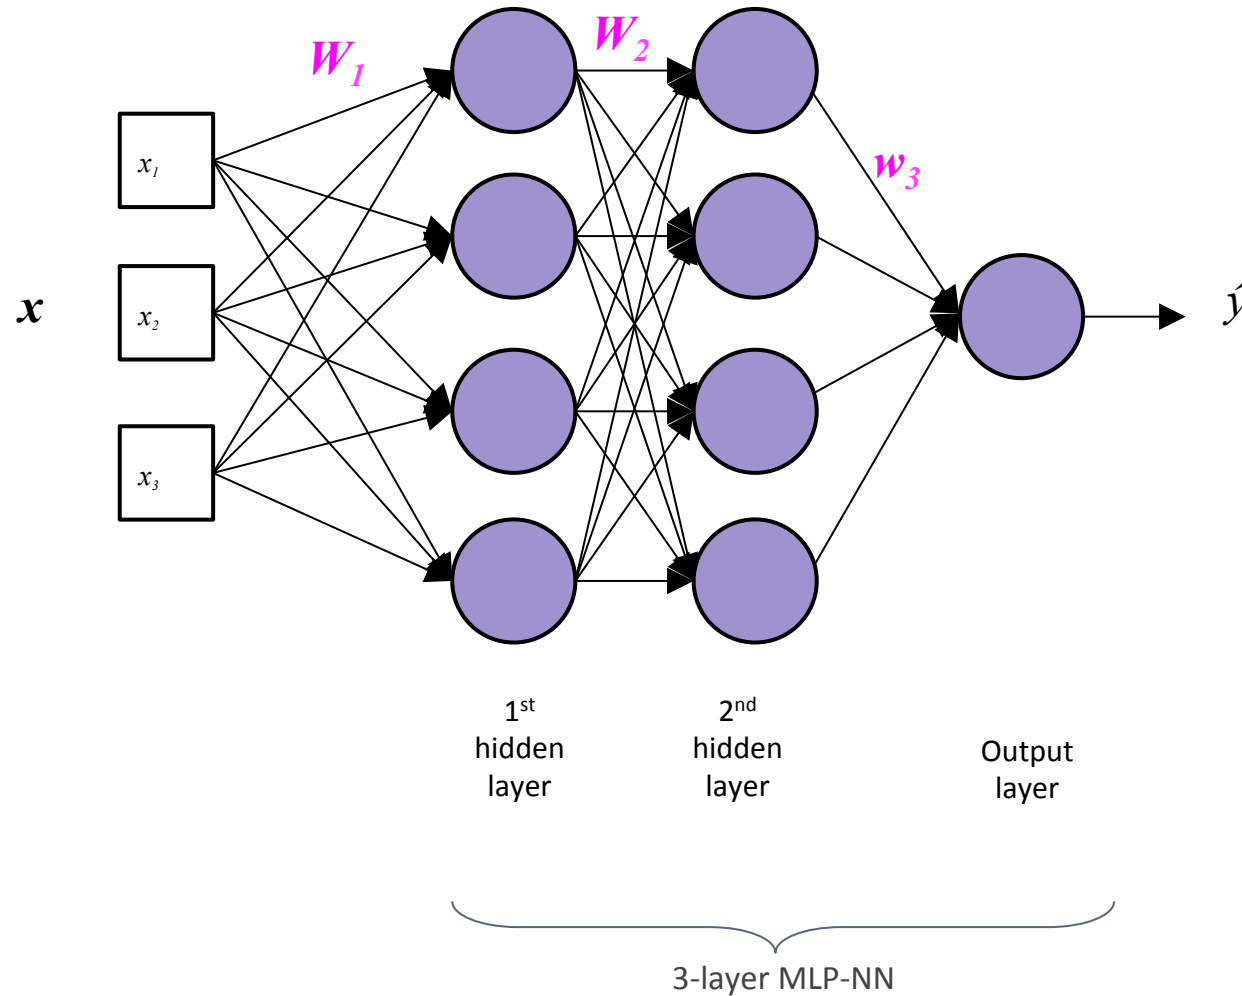 W₁
W₂
w₃
x₁
x₂
x₃
x
ý
1st
hidden
layer
2nd
hidden
layer
Output
layer
3-layer MLP-NN